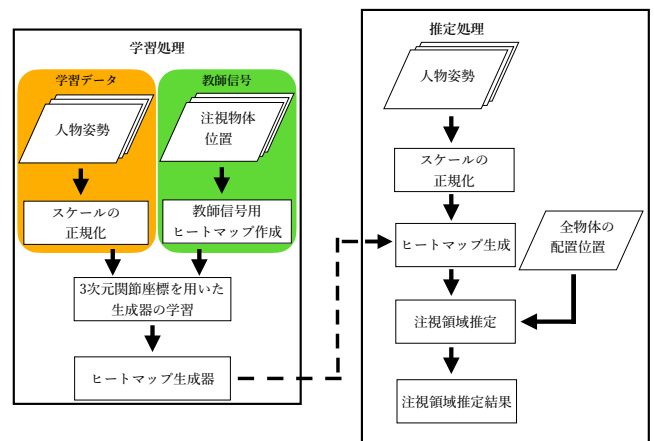 学習処理
学習データ
人物姿勢
スケールの
正規化
教師信号
注視物体
位置
教師信号用
ヒートマップ作成
3次元関節座標を用いた
生成器の学習
ヒートマップ生成器
推定処理
人物姿勢
スケールの
正規化
ヒートマップ生成
全物体の
配置位置
注視領域推定
注視領域推定結果